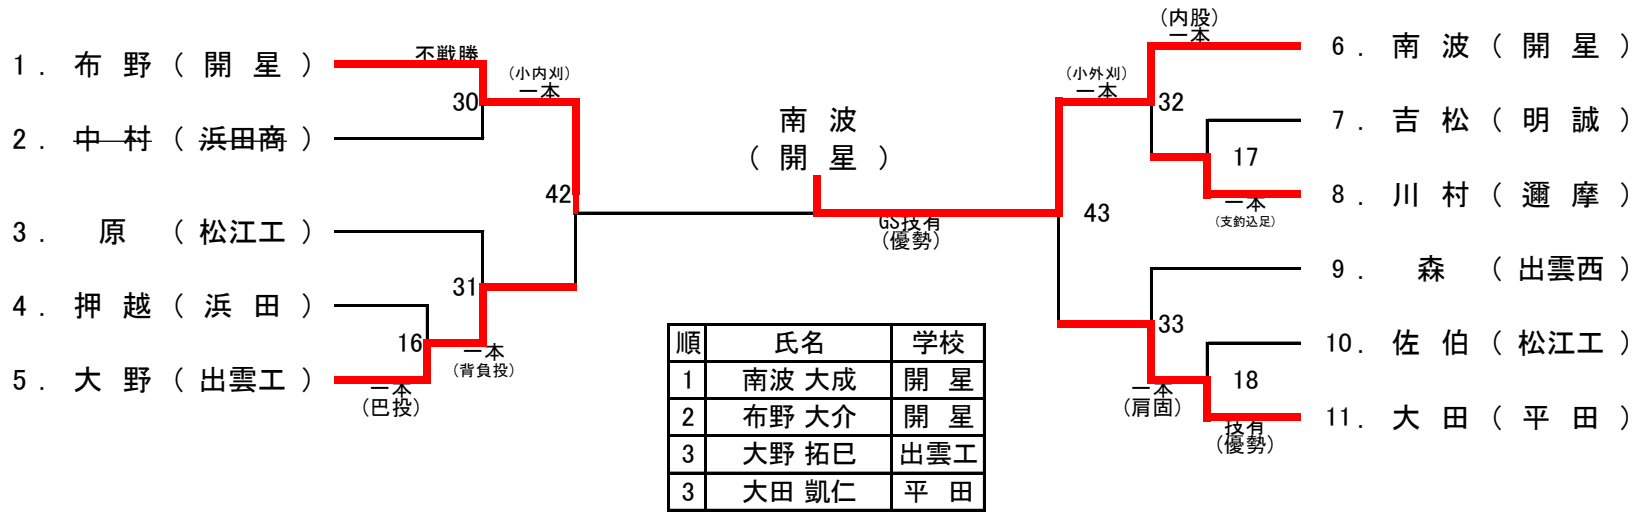 1. 布野(開星)
2. 中村(浜田商)
3. 原(松江工)
4. 押越(浜田)
5. 大野(出雲工)
不戦勝
30
(小内刈)
一本
42
31
一本
(背負投)
16
一本
(巴投)
南波
(開星)
GS技有
(優勢)
(内股)
一本
(小外刈)
一本
32
17
一本
(支釣込足)
43
33
一本
(肩固)
18
技有
(優勢)
6. 南波(開星)
7. 吉松(明誠)
8. 川村(邇摩)
9. 森(出雲西)
10. 佐伯(松江工)
11. 大田(平田)
順 氏名 学校
1 南波 大成 開星
2 布野 大介 開星
3 大野 拓巳 出雲工
3 大田 凱仁 平田